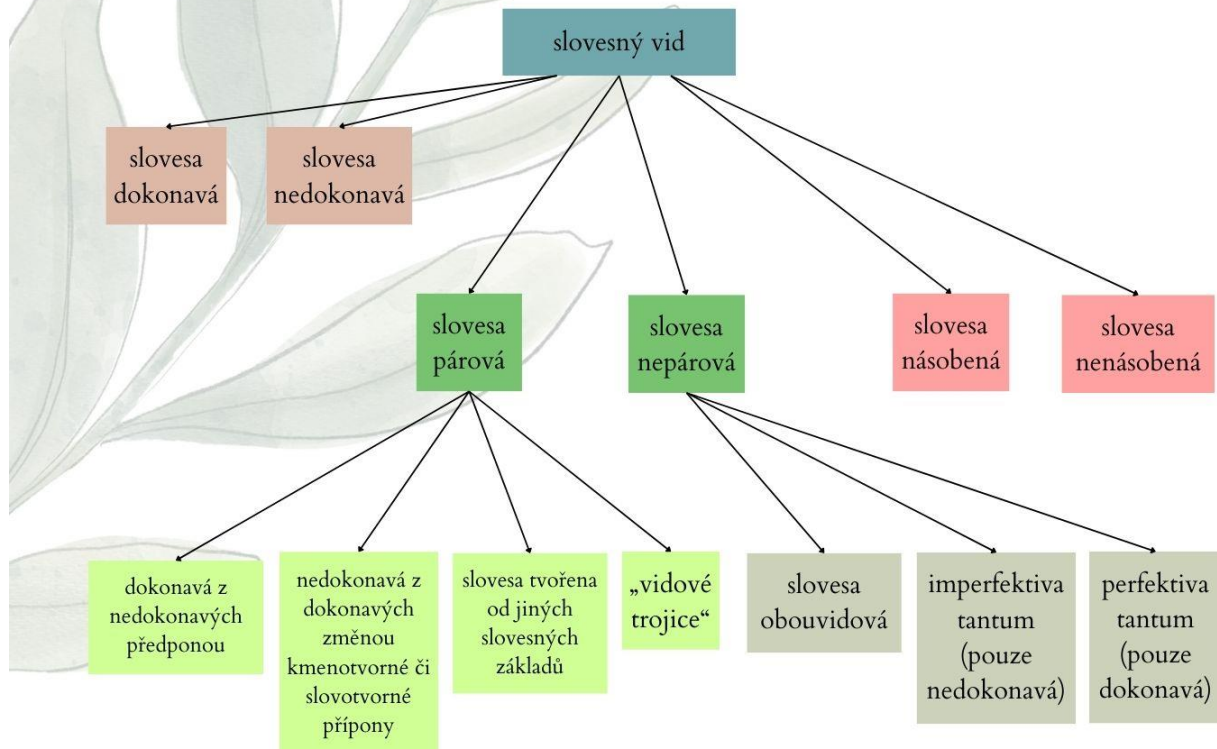 slovesný vid
slovesa
dokonavá
slovesa
nedokonavá
slovesa
párová
slovesa
nepárová
slovesa
násobená
slovesa
nenásobená
dokonavá z
nedokonavých
předponou
nedokonavá z
dokonavých
změnou
kmenotvorné či
slovotvorné
přípony
slovesa tvořena
od jiných
slovesných
základů
„vidové
trojice“
slovesa
obouvidová
imperfektiva
tantum
(pouze
nedokonavá)
perfektiva
tantum
(pouze
dokonavá)